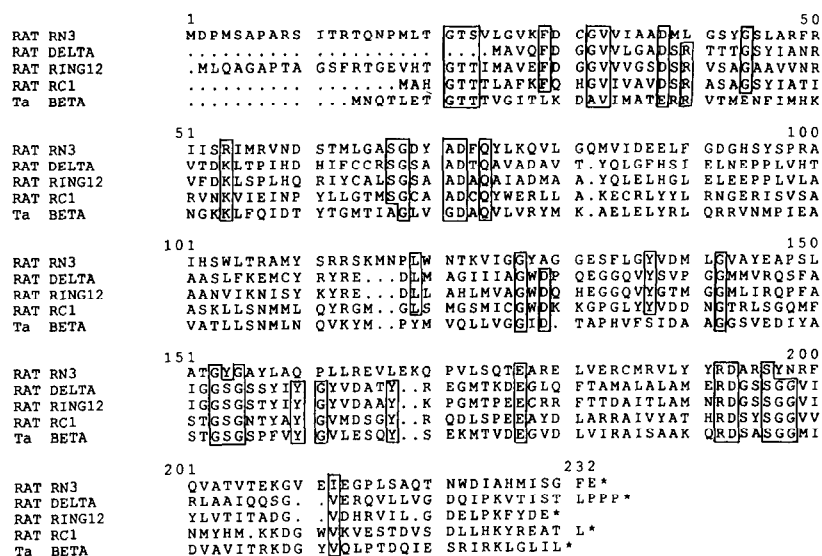 1 50
RAT RN3 MDPMSAPARS ITRTQNPMLT GTSVLGVKFD CGVVIAADML GSYGSLARFR
RAT DELTA .......... .......... ....MAVQFD GGVVLGADSR TTTGSYIANR
RAT RING12 .MLQAGAPTA GSFRTGEVHT GTTIMAVEFD GGVVVGSDSR VSAGAAVVNR
RAT RC1 .......... .......MAH GTTTLAFKFQ HGVIVAVDSR ASAGSYIATI
Ta BETA .......... ...MNQTLET GTTTVGITLK DAVIMATERR VTMENFIMHK
51 100
RAT RN3 IISRIMRVND STMLGASGDY ADFQYLKQVL GQMVIDEELF GDGHSYSPRA
RAT DELTA VTDKLTPIHD HIFCCRSGSA ADTQAVADAV T.YQLGFHSI ELNEPPLVHT
RAT RING12 VFDKLSPLHQ RIYCALSGSA ADAQAIADMA A.YQLELHGL ELEEPPLVLA
RAT RC1 RVNKVIEINP YLLGTMSGCA ADCQYWERLL A.KECRLYYL RNGERISVSA
Ta BETA NGKKLFQIDT YTGMTIAGLV GDAQVLVRYM K.AELELYRL QRRVNMPIEA
101 150
RAT RN3 IHSWLTRAMY SRRSKMNPLW NTKVIGGYAG GESFLGYVDM LGVAYEAPSL
RAT DELTA AASLFKEMCY RYRE...DLM AGIIIAGWDP QEGGQVYSVP GGMMVRQSFA
RAT RING12 AANVIKNISY KYRE...DLL AHLMVAGWDQ HEGGQVYGTM GGMLIRQPFA
RAT RC1 ASKLLSNMML QYRGM..GLS MGSMICGWDK KGPGLYYVDD NGTRLSGQMF
Ta BETA VATLLSNMLN QVKYM.PYMV QLLVGGID.. TAPHVFSIDA AGGSVEDIYA
151 200
RAT RN3 ATGYGAYLAQ PLLREVLEKQ PVLSQTEARE LVERCMRVLY YRDARSYNRF
RAT DELTA IGGSGSSYIY GYVDATY..R EGMTKDEGLQ FTAMALALAM ERDGSSGGVI
RAT RING12 IGGSGSTYIY GYVDAAY..K PGMTPEECRR FTTDAITLAM NRDGSSGGVI
RAT RC1 STGSGNTYAY GVMDSGY..R QDLSPEEAYD LARRAIVYAT HRDSYSGGVV
Ta BETA STGSGSPFVY GVLESQY..S EKMTVDEGVD LVIRAISAAK QRDSASGGMI
201 232
RAT RN3 QVATVTEKGV EIEGPLSAQT NWDIAHMISG FE*
RAT DELTA RLAAIQQSG. .VERQVLLVG DQIPKVTIST LPPP*
RAT RING12 YLVTITADG. .VDHRVIL.G DELPKFYDE*
RAT RC1 NMYHM.KKDG WVKVESTDVS DLLHKYREAT L*
Ta BETA DVAVITRKDG YVQLPTDQIE SRIRKLGLIL*